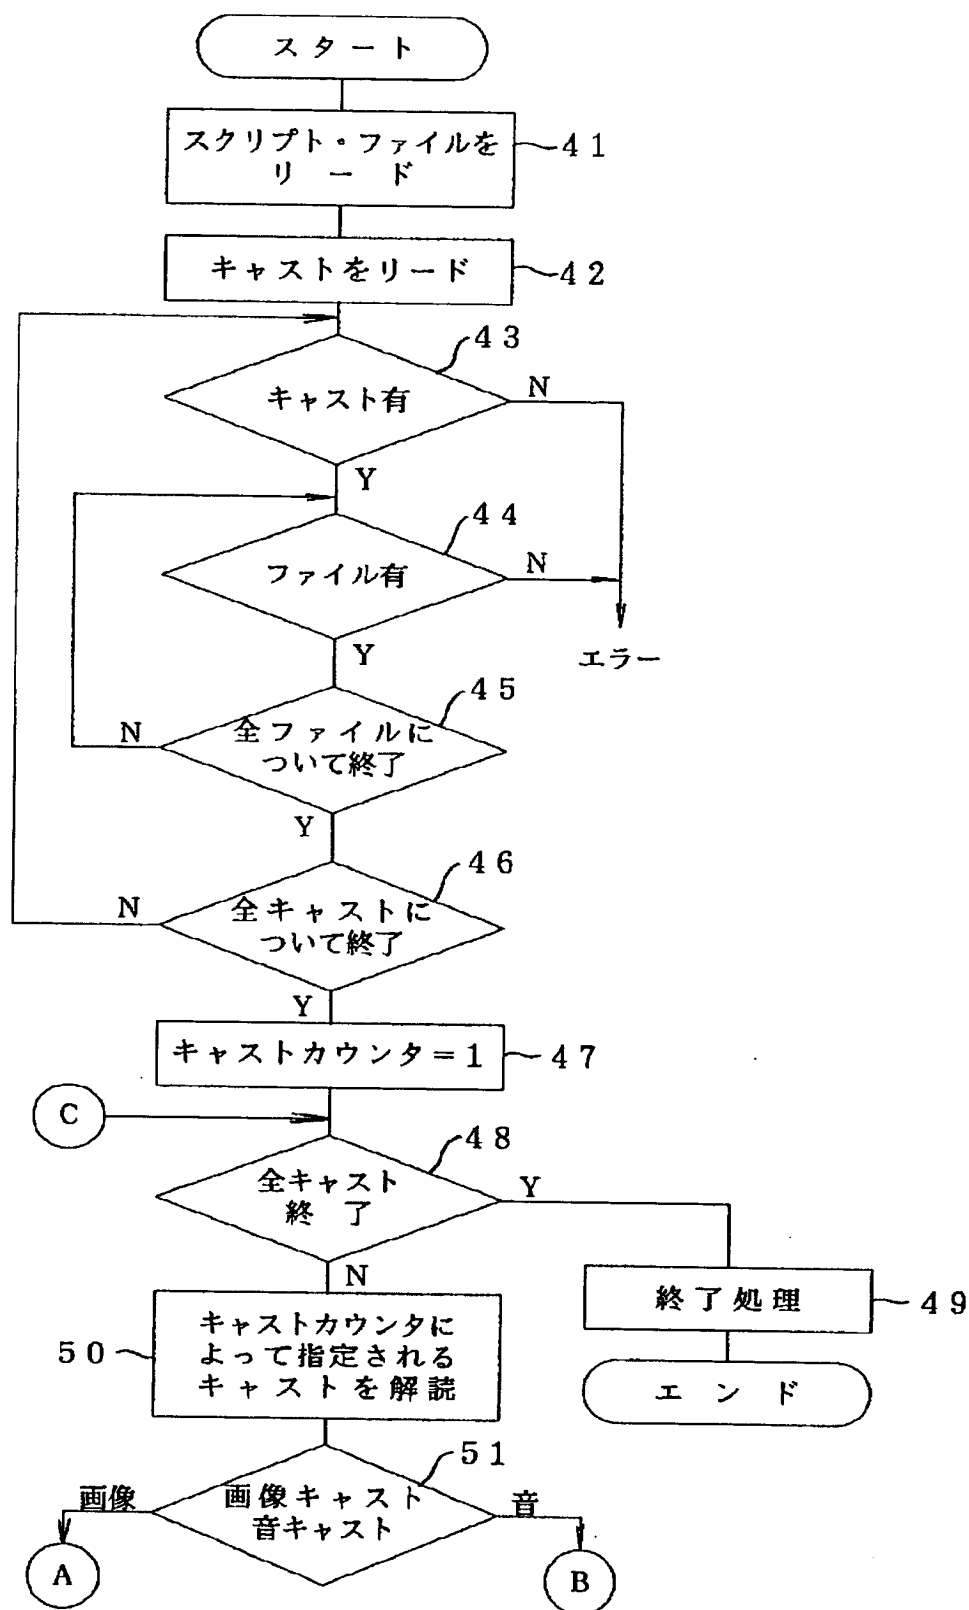 スタート
スクリプト・ファイルを
リード
41
キャストをリード
42
43
キャスト有
N
Y
44
ファイル有
N
Y
エラー
45
N
全ファイルに
ついて終了
Y
46
N
全キャストに
ついて終了
Y
キャストカウンタ=1
47
C
48
全キャスト
終了
Y
N
終了処理
49
50
キャストカウンタに
よって指定される
キャストを解読
エンド
51
画像
画像キャスト
音キャスト
音
A
B